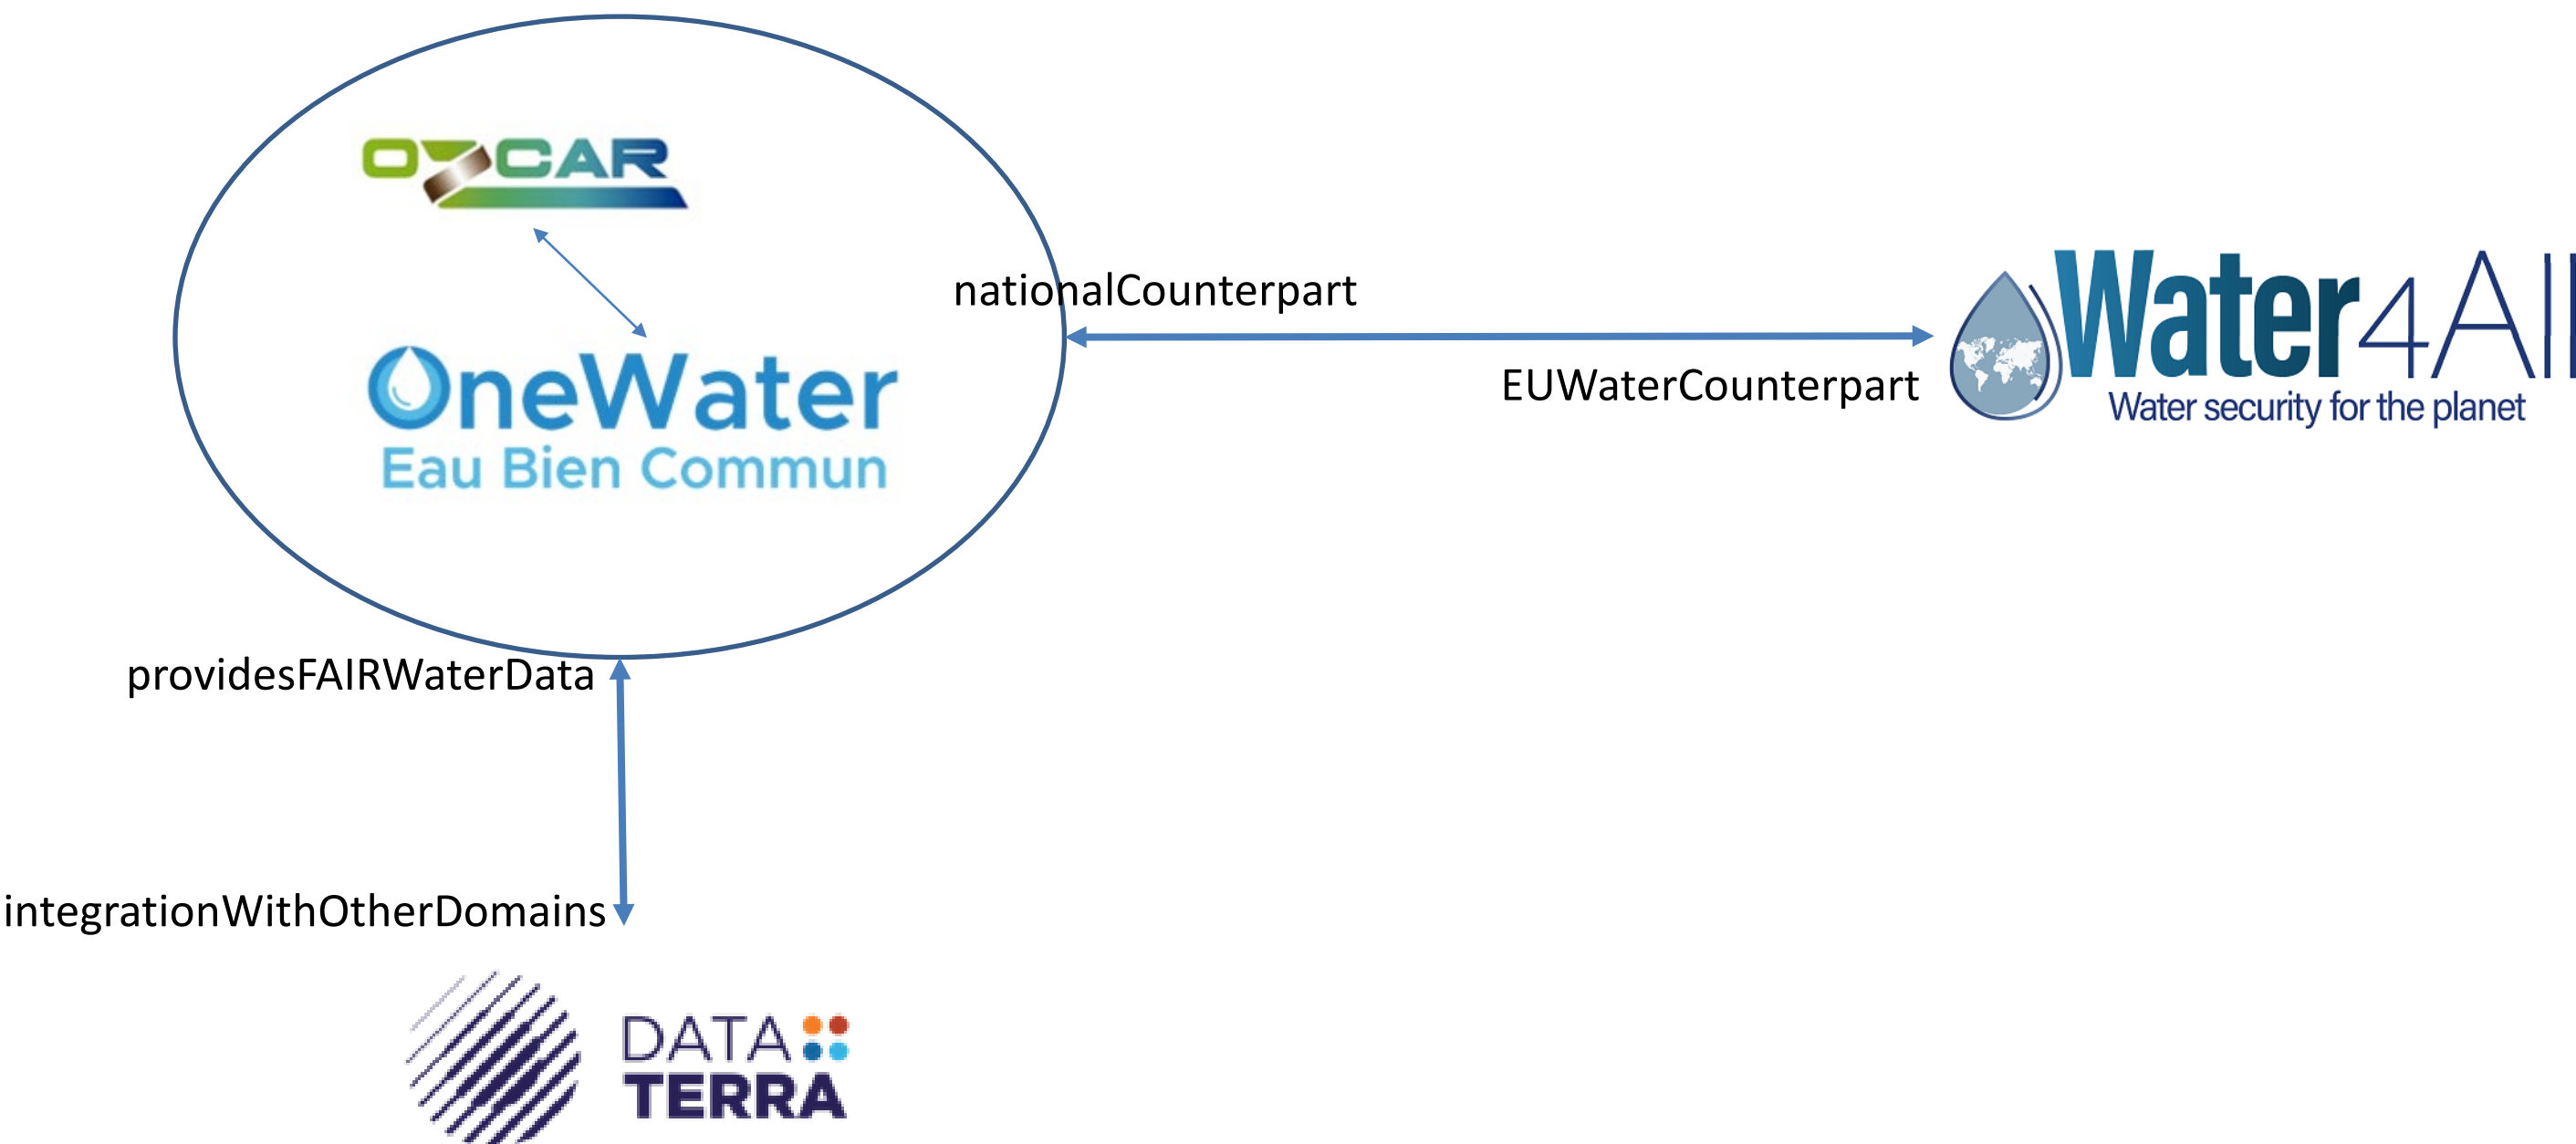 OZCAR
OneWater
Eau Bien Commun
nationalCounterpart
EUWaterCounterpart
Water4All
Water security for the planet
providesFAIRWaterData
integrationWithOtherDomains
DATA
TERRA